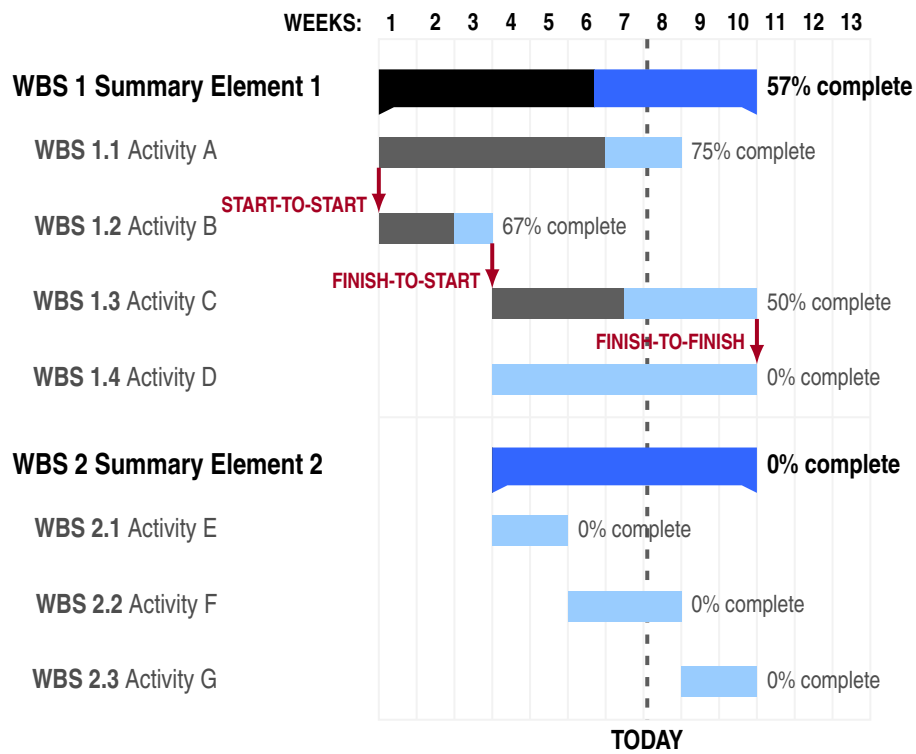 WEEKS: 1 2 3 4 5 6 7 8 9 10 11 12 13
WBS 1 Summary Element 1 57% complete
WBS 1.1 Activity A 75% complete
START-TO-START
WBS 1.2 Activity B 67% complete
FINISH-TO-START
WBS 1.3 Activity C 50% complete
FINISH-TO-FINISH
WBS 1.4 Activity D 0% complete
WBS 2 Summary Element 2 0% complete
WBS 2.1 Activity E 0% complete
WBS 2.2 Activity F 0% complete
WBS 2.3 Activity G 0% complete
TODAY